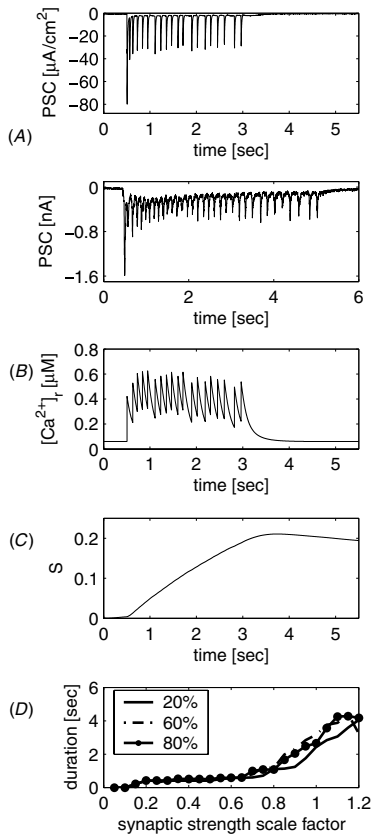 0
−20
−40
−60
−80
PSC [μA/cm²]
0 1 2 3 4 5
time [sec]
(A)
0
−0.8
−1.6
PSC [nA]
0 2 4 6
time [sec]
(B)
0.8
0.6
0.4
0.2
0
[Ca²⁺]ᵣ [μM]
0 1 2 3 4 5
time [sec]
(C)
0.2
0
S
0 1 2 3 4 5
time [sec]
(D)
6
4
2
0
duration [sec]
20%
60%
80%
0 0.2 0.4 0.6 0.8 1 1.2
synaptic strength scale factor